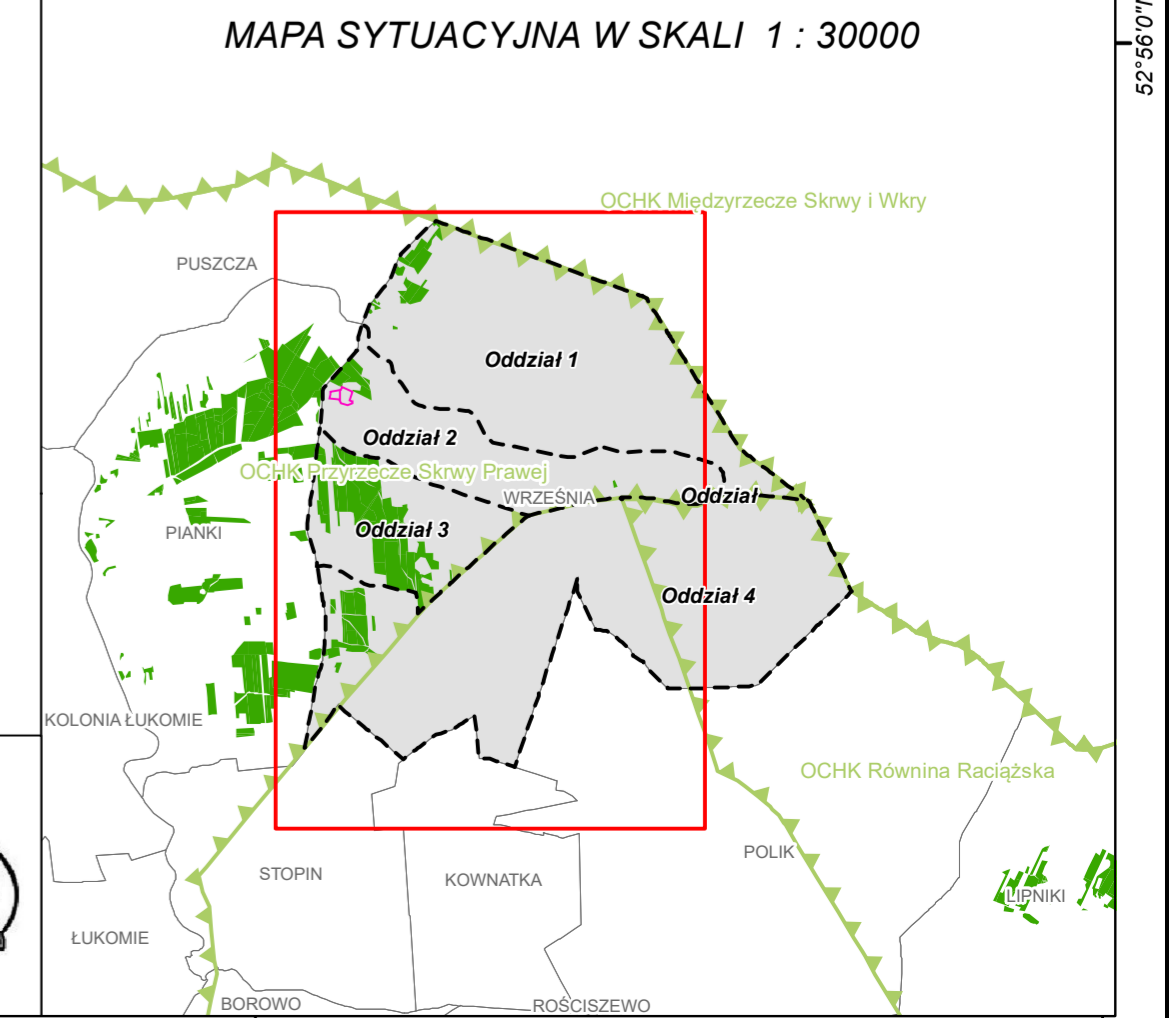 MAPA SYTUACYJNA W SKALI 1 : 30000
52°56'0"
OCHK Międzyrzecze Skrwy i Wkry
PUSZCZA
Oddział 1
Oddział 2
OCHK Przyrzecze Skrwy Prawej
WRZEŚNIA
Oddział
PIANKI
Oddział 3
Oddział 4
KOLONIA ŁUKOMIE
OCHK Równina Raciąska
POLIK
STOPIN
KOWNATKA
LIPNIKI
ŁUKOMIE
BOROWO
ROŚCISZEWO